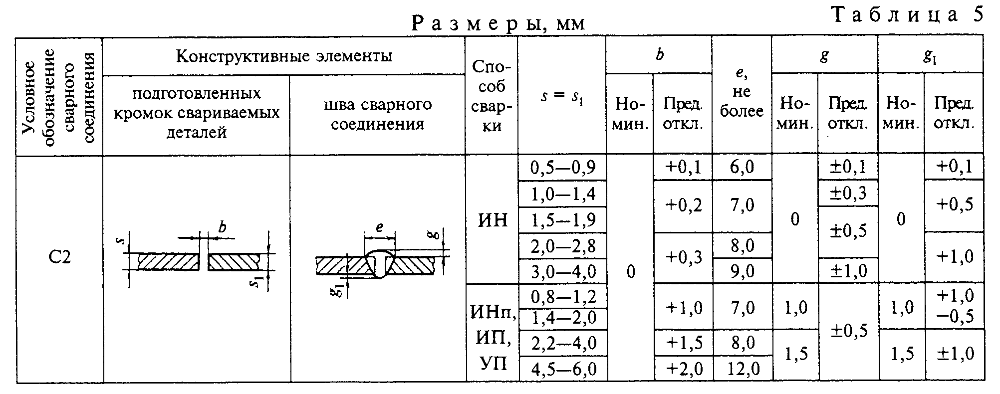 Таблица 5
Размеры, мм
Условное обозначение сварного соединения
Конструктивные элементы
Спо-
соб
свар-
ки
s = s1
b
e,
не
более
g
g1
подготовленных
кромок свариваемых
деталей
шва сварного
соединения
Но-
мин.
Пред.
откл.
Но-
мин.
Пред.
откл.
Но-
мин.
Пред.
откл.
С2
s
b
s1
e
g
g1
ИН
0,5—0,9
0
+0,1
6,0
0
±0,1
0
+0,1
1,0—1,4
+0,2
7,0
±0,3
+0,5
1,5—1,9
±0,5
2,0—2,8
+0,3
8,0
+1,0
3,0—4,0
9,0
±1,0
ИНп,
ИП,
УП
0,8—1,2
+1,0
7,0
1,0
±0,5
1,0
+1,0
−0,5
1,4—2,0
2,2—4,0
+1,5
8,0
1,5
1,5
±1,0
4,5—6,0
+2,0
12,0